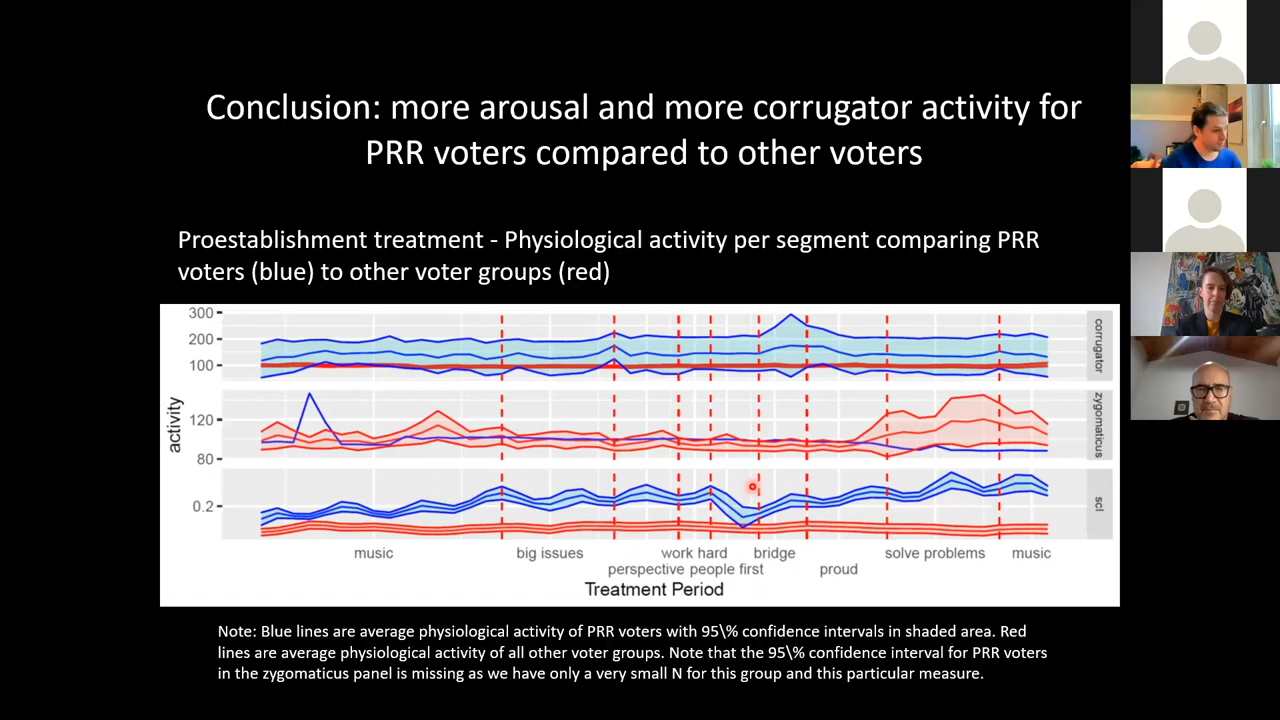 Conclusion: more arousal and more corrugator activity for
PRR voters compared to other voters
Proestablishment treatment - Physiological activity per segment comparing PRR
voters (blue) to other voter groups (red)
300
200
100
corrugator
120
80
zygomaticus
0.2
scl
activity
music
big issues
perspective
work hard
people first
bridge
proud
solve problems
music
Treatment Period
Note: Blue lines are average physiological activity of PRR voters with 95\% confidence intervals in shaded area. Red
lines are average physiological activity of all other voter groups. Note that the 95\% confidence interval for PRR voters
in the zygomaticus panel is missing as we have only a very small N for this group and this particular measure.